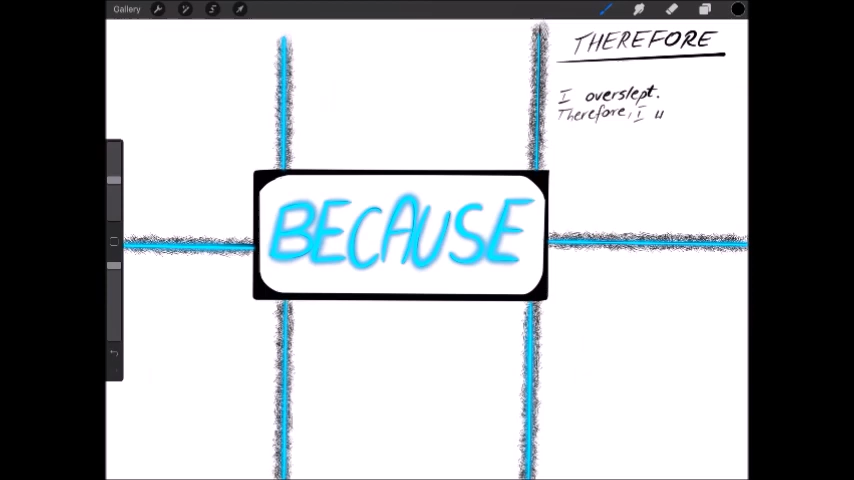 Gallery
THEREFORE
I overslept.
Therefore, I
BECAUSE